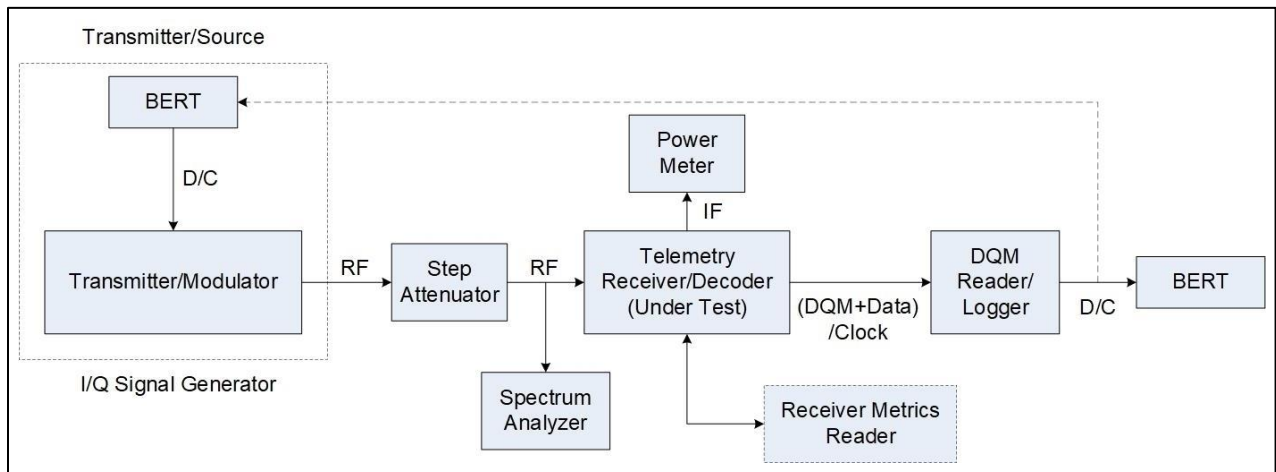 Transmitter/Source
BERT
D/C
Transmitter/Modulator
I/Q Signal Generator
RF
Step
Attenuator
RF
Spectrum
Analyzer
Power
Meter
IF
Telemetry
Receiver/Decoder
(Under Test)
(DQM+Data)
/Clock
Receiver Metrics
Reader
DQM
Reader/
Logger
D/C
BERT